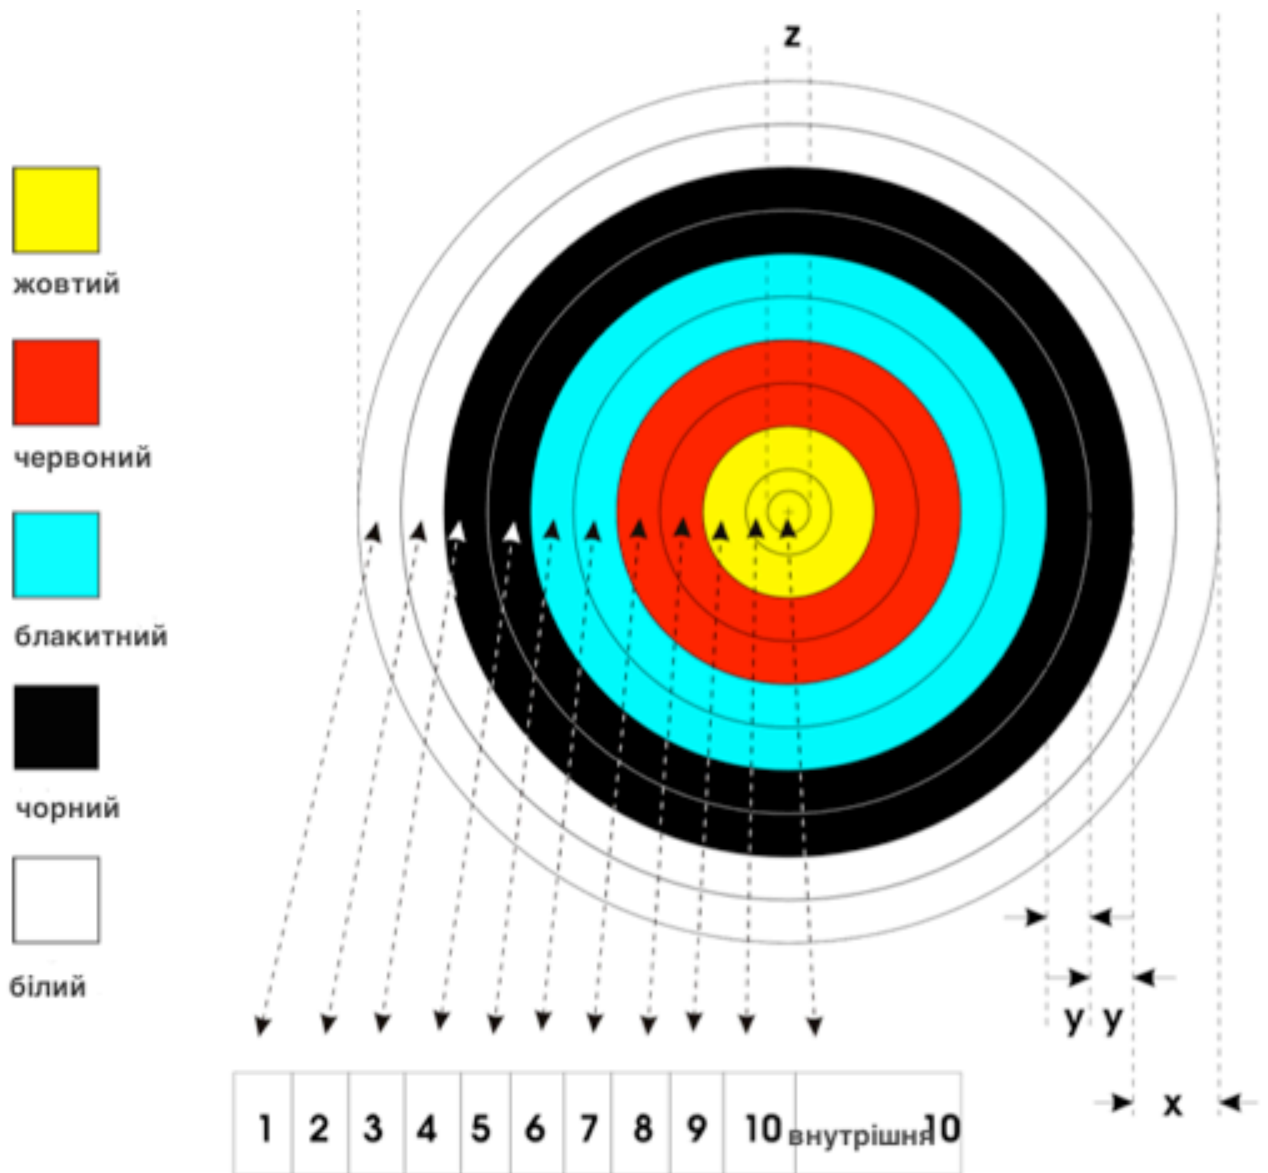 z
жовтий
червоний
блакитний
чорний
білий
y y
x
1 2 3 4 5 6 7 8 9 10 внутрішня 10